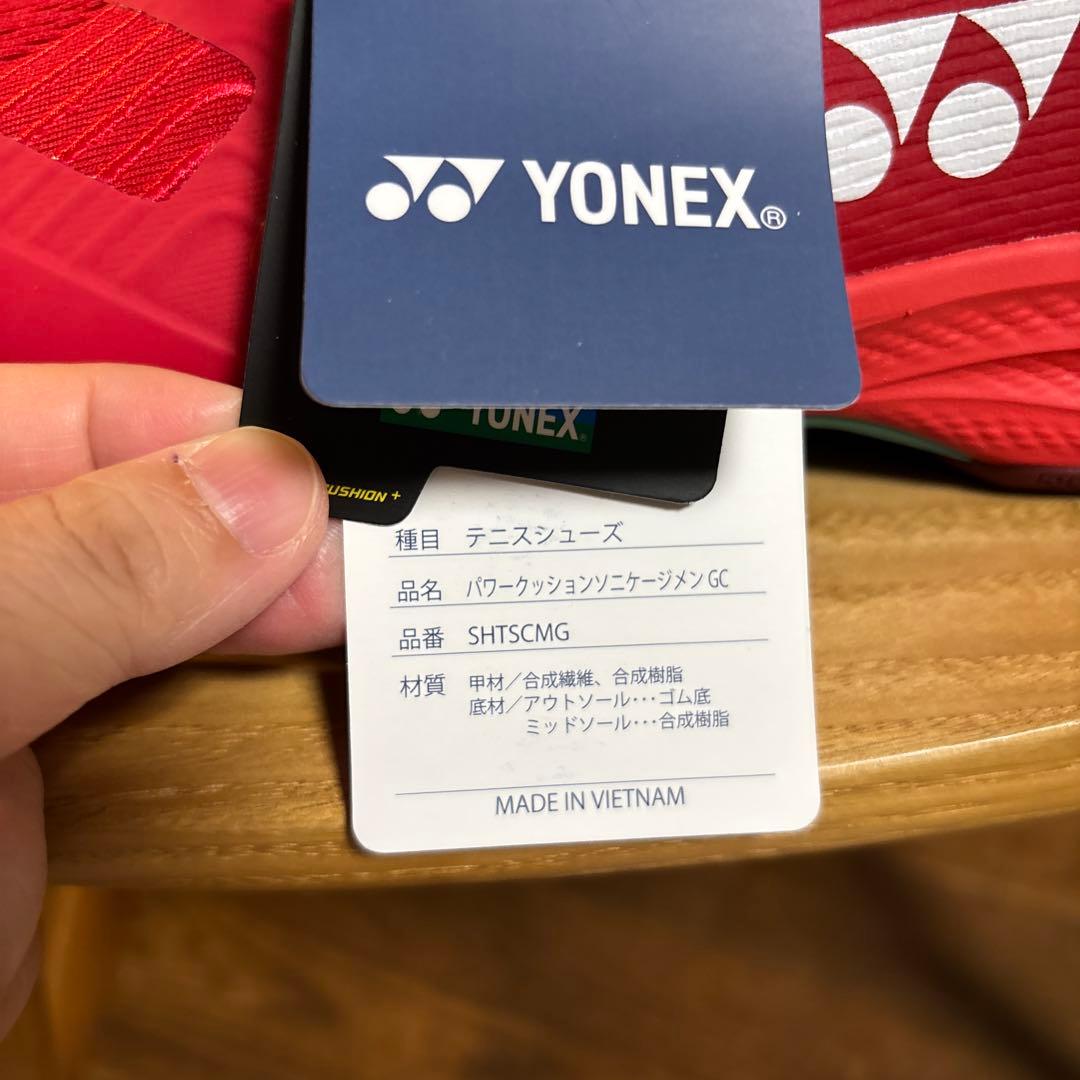 YONEX®
YONEX®
CUSHION +
種目 テニスシューズ
品名 パワークッションソニケージメン GC
品番 SHTSCMG
材質 甲材／合成繊維、合成樹脂
底材／アウトソール・・・ゴム底
ミッドソール・・・合成樹脂
MADE IN VIETNAM